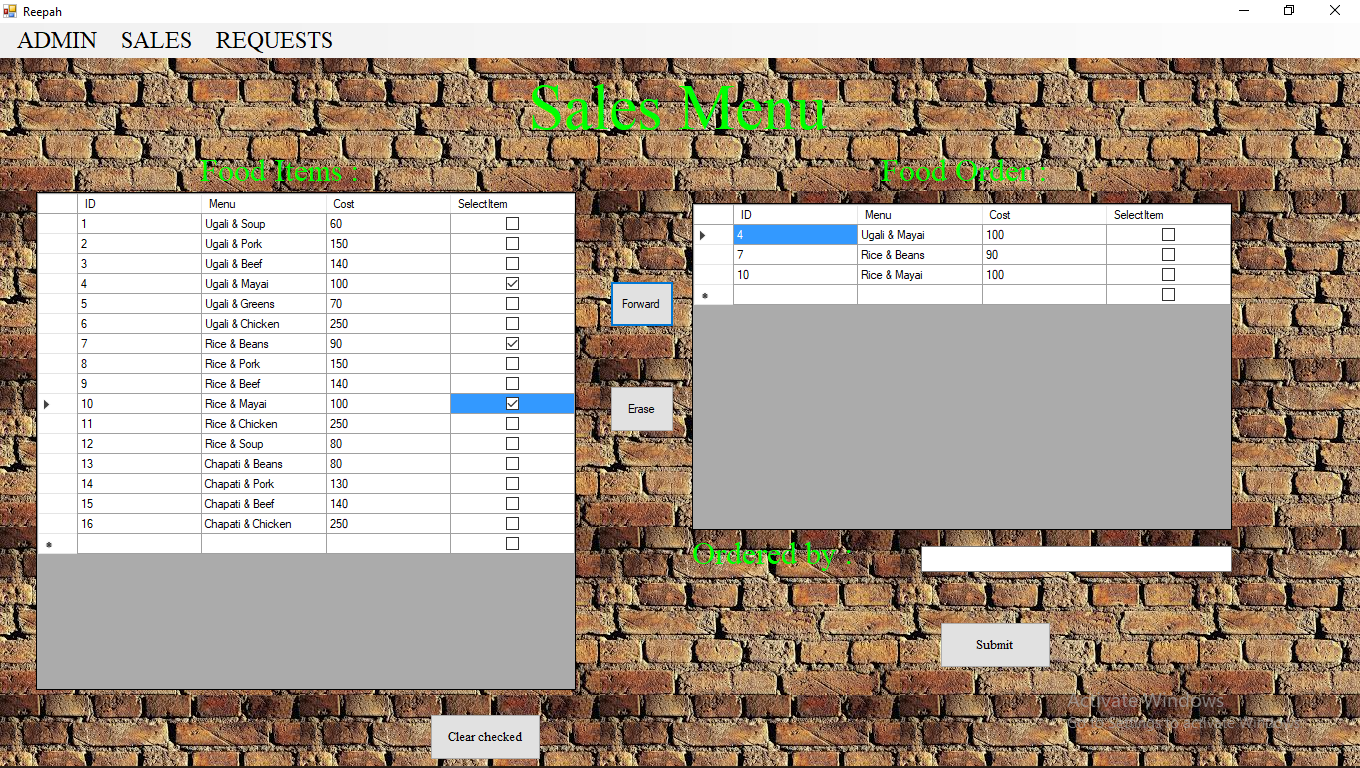 Reepah
ADMIN SALES REQUESTS
Sales Menu
Food Items :
ID Menu Cost SelectItem
1 Ugali & Soup 60
2 Ugali & Pork 150
3 Ugali & Beef 140
4 Ugali & Mayai 100
5 Ugali & Greens 70
6 Ugali & Chicken 250
7 Rice & Beans 90
8 Rice & Pork 150
9 Rice & Beef 140
10 Rice & Mayai 100
11 Rice & Chicken 250
12 Rice & Soup 80
13 Chapati & Beans 80
14 Chapati & Pork 130
15 Chapati & Beef 140
16 Chapati & Chicken 250
Clear checked
Forward
Erase
Food Order :
ID Menu Cost SelectItem
4 Ugali & Mayai 100
7 Rice & Beans 90
10 Rice & Mayai 100
Ordered by :
Submit
Activate Windows